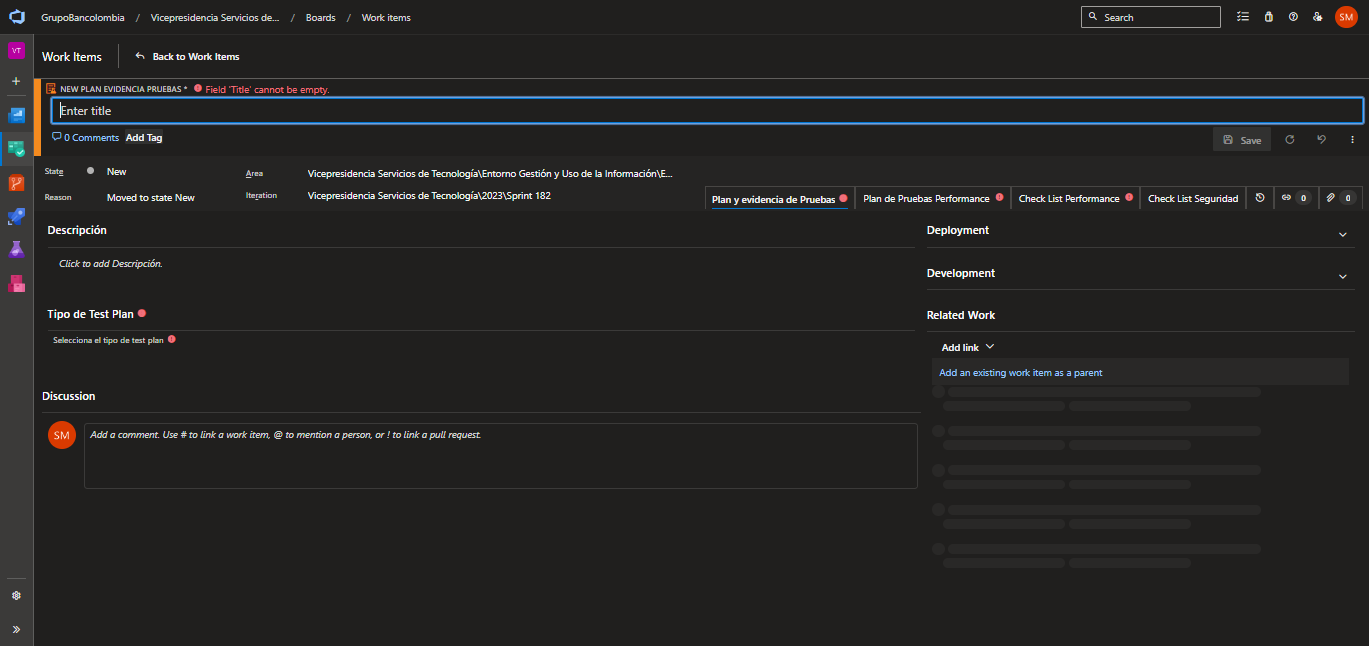 GrupoBancolombia / Vicepresidencia Servicios de... / Boards / Work items
Search
SM
VT
Work Items
Back to Work Items
NEW PLAN EVIDENCIA PRUEBAS * Field 'Title' cannot be empty.
Enter title
0 Comments Add Tag
Save
State New
Area Vicepresidencia Servicios de Tecnología\Entorno Gestión y Uso de la Información\E...
Reason Moved to state New
Iteration Vicepresidencia Servicios de Tecnología\2023\Sprint 182
Plan y evidencia de Pruebas
Plan de Pruebas Performance
Check List Performance
Check List Seguridad
0
0
Descripción
Click to add Descripción.
Tipo de Test Plan
Selecciona el tipo de test plan
Discussion
SM
Add a comment. Use # to link a work item, @ to mention a person, or ! to link a pull request.
Deployment
Development
Related Work
Add link
Add an existing work item as a parent